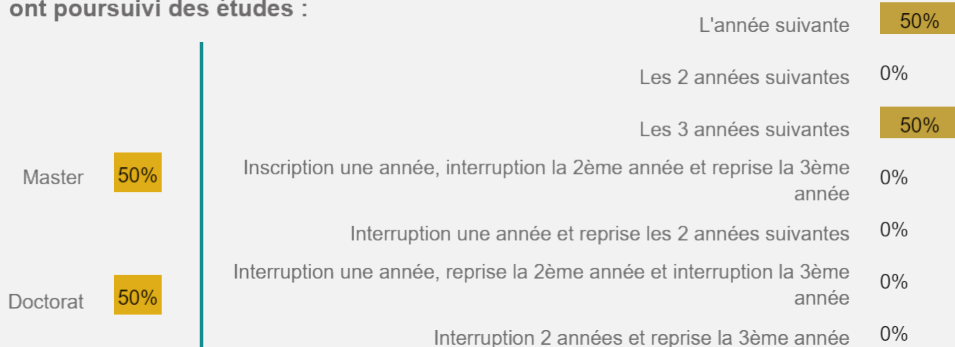 ont poursuivi des études :
Master 50%
Doctorat 50%
L'année suivante 50%
Les 2 années suivantes 0%
Les 3 années suivantes 50%
Inscription une année, interruption la 2ème année et reprise la 3ème
année 0%
Interruption une année et reprise les 2 années suivantes 0%
Interruption une année, reprise la 2ème année et interruption la 3ème
année 0%
Interruption 2 années et reprise la 3ème année 0%